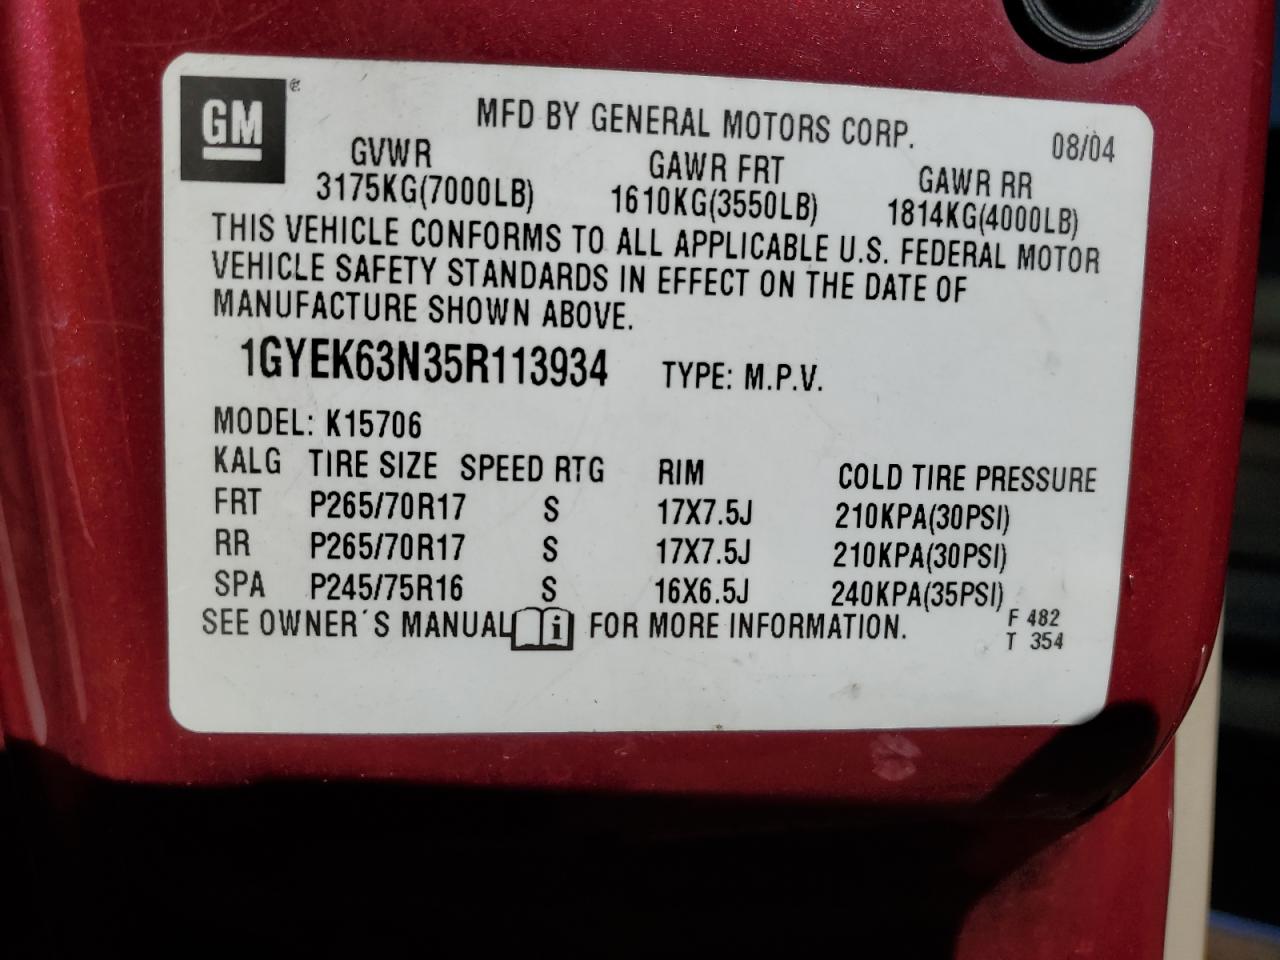 GM ®
MFD BY GENERAL MOTORS CORP. 08/04
GVWR GAWR FRT GAWR RR
3175KG(7000LB) 1610KG(3550LB) 1814KG(4000LB)
THIS VEHICLE CONFORMS TO ALL APPLICABLE U.S. FEDERAL MOTOR
VEHICLE SAFETY STANDARDS IN EFFECT ON THE DATE OF
MANUFACTURE SHOWN ABOVE.
1GYEK63N35R113934 TYPE: M.P.V.
MODEL: K15706
KALG TIRE SIZE SPEED RTG RIM COLD TIRE PRESSURE
FRT P265/70R17 S 17X7.5J 210KPA(30PSI)
RR P265/70R17 S 17X7.5J 210KPA(30PSI)
SPA P245/75R16 S 16X6.5J 240KPA(35PSI)
SEE OWNER´S MANUAL i FOR MORE INFORMATION.
F 482
T 354